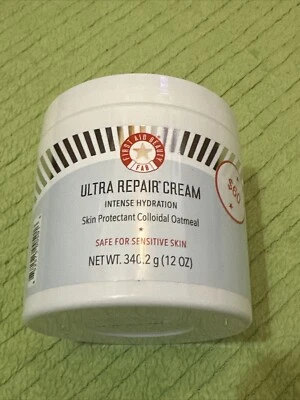 FIRST AID BEAUTY
FAB
ULTRA REPAIR® CREAM
INTENSE HYDRATION
Skin Protectant Colloidal Oatmeal
SAFE FOR SENSITIVE SKIN
NET WT. 340.2 g (12 OZ)